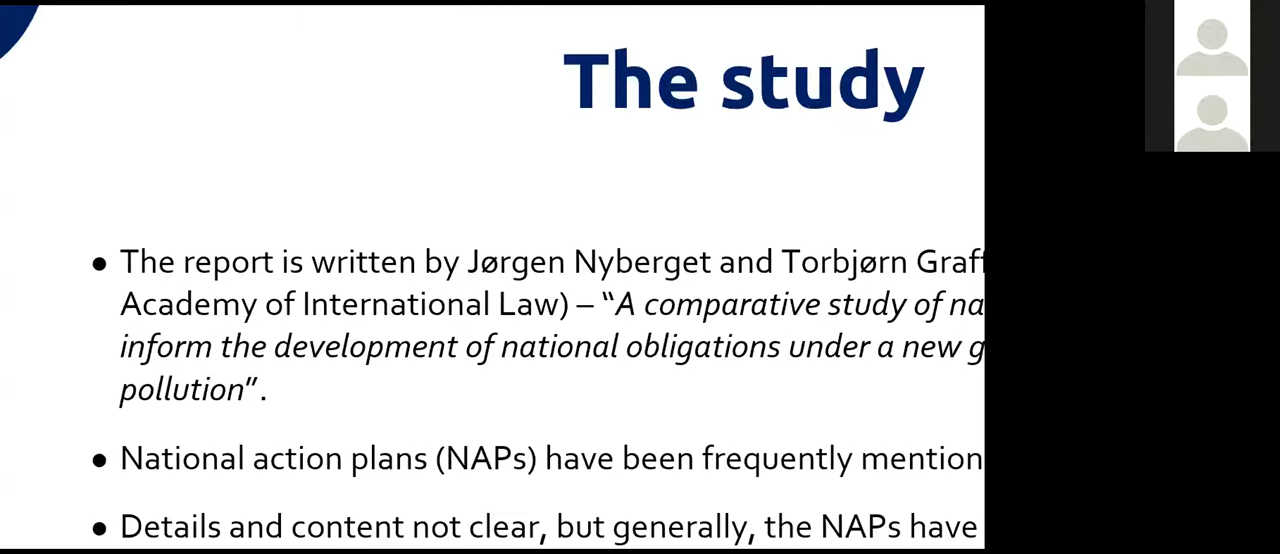 The study
● The report is written by Jørgen Nyberget and Torbjørn Graff
Academy of International Law) – “A comparative study of na
inform the development of national obligations under a new g
pollution”.
● National action plans (NAPs) have been frequently mention
● Details and content not clear, but generally, the NAPs have